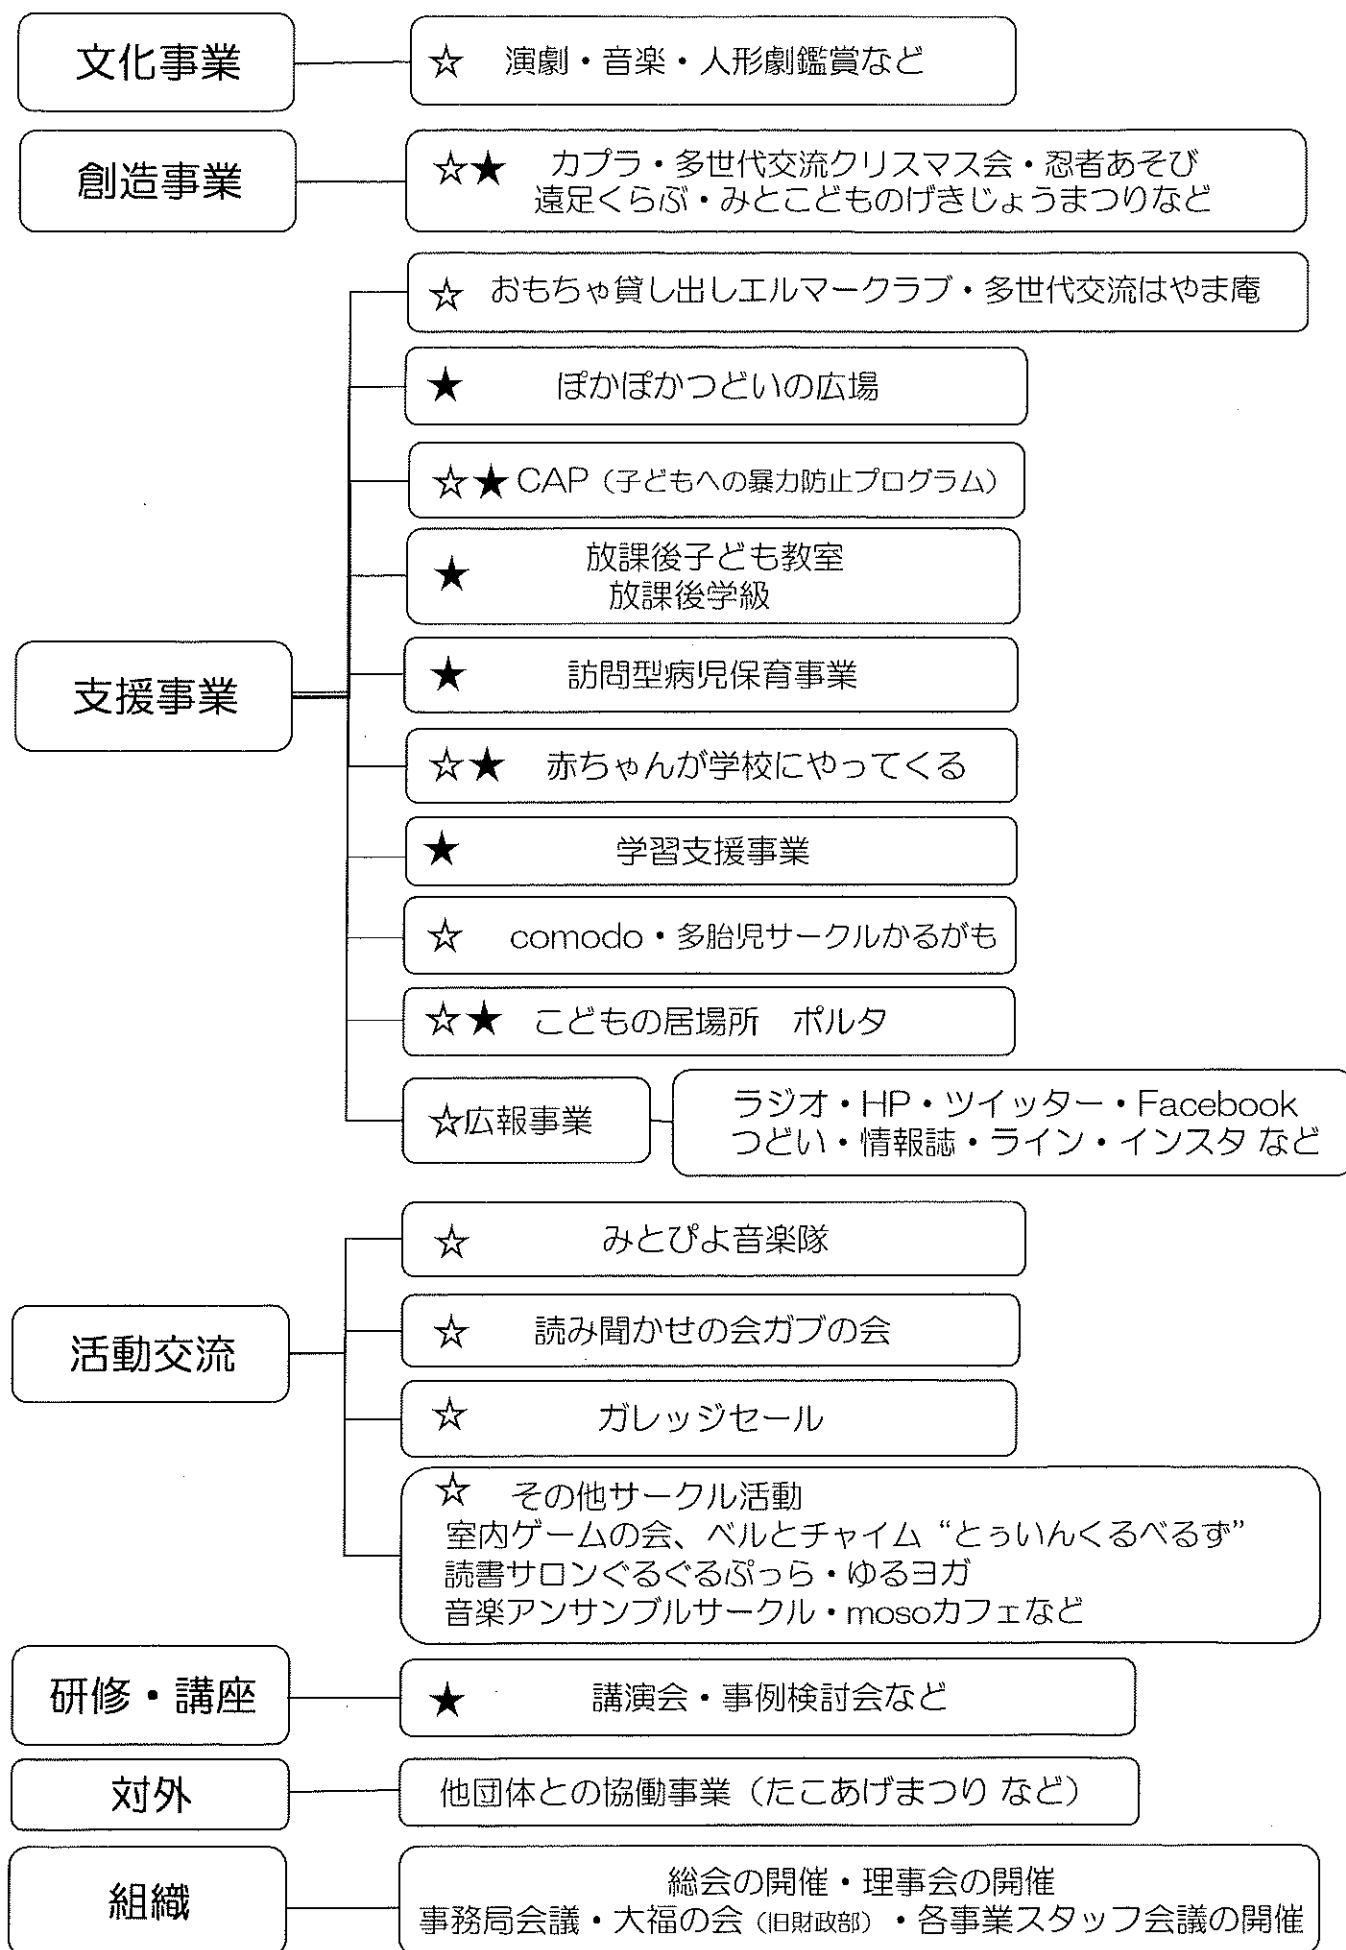 文化事業
☆ 演劇・音楽・人形劇鑑賞など
創造事業
☆★ カプラ・多世代交流クリスマス会・忍者あそび
遠足くらぶ・みとこどものげきじょうまつりなど
支援事業
☆ おもちゃ貸し出しエルマークラブ・多世代交流はやま庵
★ ぽかぽかつどいの広場
☆★ CAP（子どもへの暴力防止プログラム）
★ 放課後子ども教室
放課後学級
★ 訪問型病児保育事業
☆★ 赤ちゃんが学校にやってくる
★ 学習支援事業
☆ comodo・多胎児サークルかるがも
☆★ こどもの居場所　ポルタ
☆広報事業
ラジオ・HP・ツイッター・Facebook
つどい・情報誌・ライン・インスタ など
活動交流
☆ みとぴよ音楽隊
☆ 読み聞かせの会ガブの会
☆ ガレッジセール
☆ その他サークル活動
室内ゲームの会、ベルとチャイム “とぅいんくるべるず”
読書サロンぐるぐるぷっら・ゆるヨガ
音楽アンサンブルサークル・mosoカフェなど
研修・講座
★ 講演会・事例検討会など
対外
他団体との協働事業（たこあげまつり など）
組織
総会の開催・理事会の開催
事務局会議・大福の会（旧財政部）・各事業スタッフ会議の開催